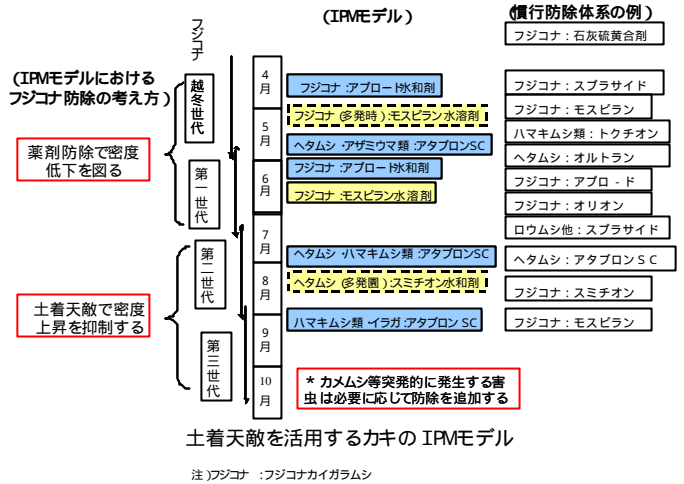 (IPMモデル)
(慣行防除体系の例)
フジコナ
(IPMモデルにおける
フジコナ防除の考え方)
薬剤防除で密度
低下を図る
土着天敵で密度
上昇を抑制する
越冬世代
第一世代
第二世代
第三世代
4月
5月
6月
7月
8月
9月
10月
フジコナ:アプロード水和剤
フジコナ(多発時):モスピラン水溶剤
ヘタムシ・アザミウマ類:アタブロンSC
フジコナ:アプロード水和剤
フジコナ:モスピラン水溶剤
ヘタムシ・ハマキムシ類:アタブロンSC
ヘタムシ(多発園):スミチオン水和剤
ハマキムシ類・イラガ:アタブロンSC
*カメムシ等突発的に発生する害
虫は必要に応じて防除を追加する
フジコナ:石灰硫黄合剤
フジコナ:スプラサイド
フジコナ:モスピラン
ハマキムシ類:トクチオン
ヘタムシ:オルトラン
フジコナ:アプロ-ド
フジコナ:オリオン
ロウムシ他:スプラサイド
ヘタムシ:アタブロンSC
フジコナ:スミチオン
フジコナ:モスピラン
土着天敵を活用するカキのIPMモデル
注)フジコナ :フジコナカイガラムシ